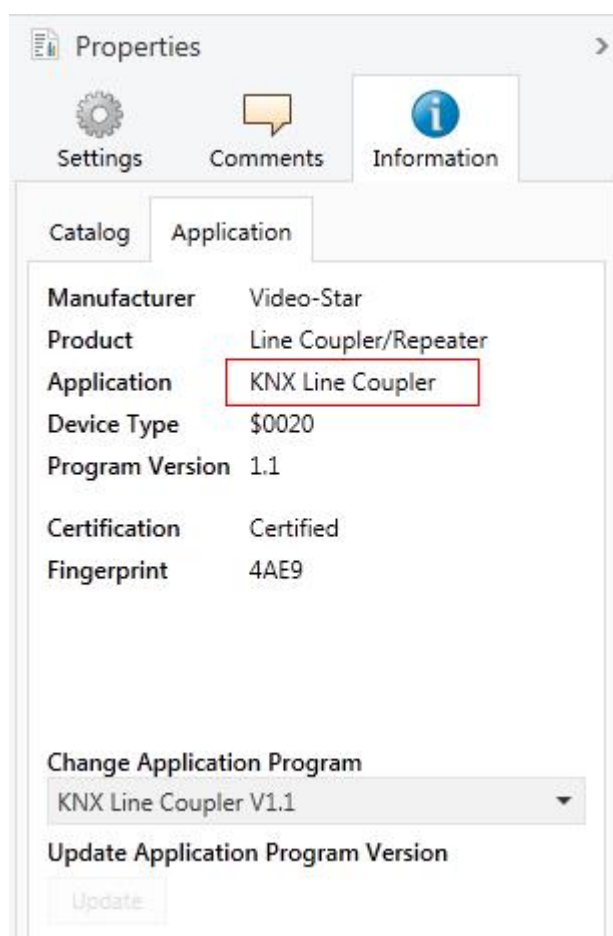 Properties
Settings Comments Information
Catalog Application
Manufacturer Video-Star
Product Line Coupler/Repeater
Application KNX Line Coupler
Device Type $0020
Program Version 1.1
Certification Certified
Fingerprint 4AE9
Change Application Program
KNX Line Coupler V1.1
Update Application Program Version
Update